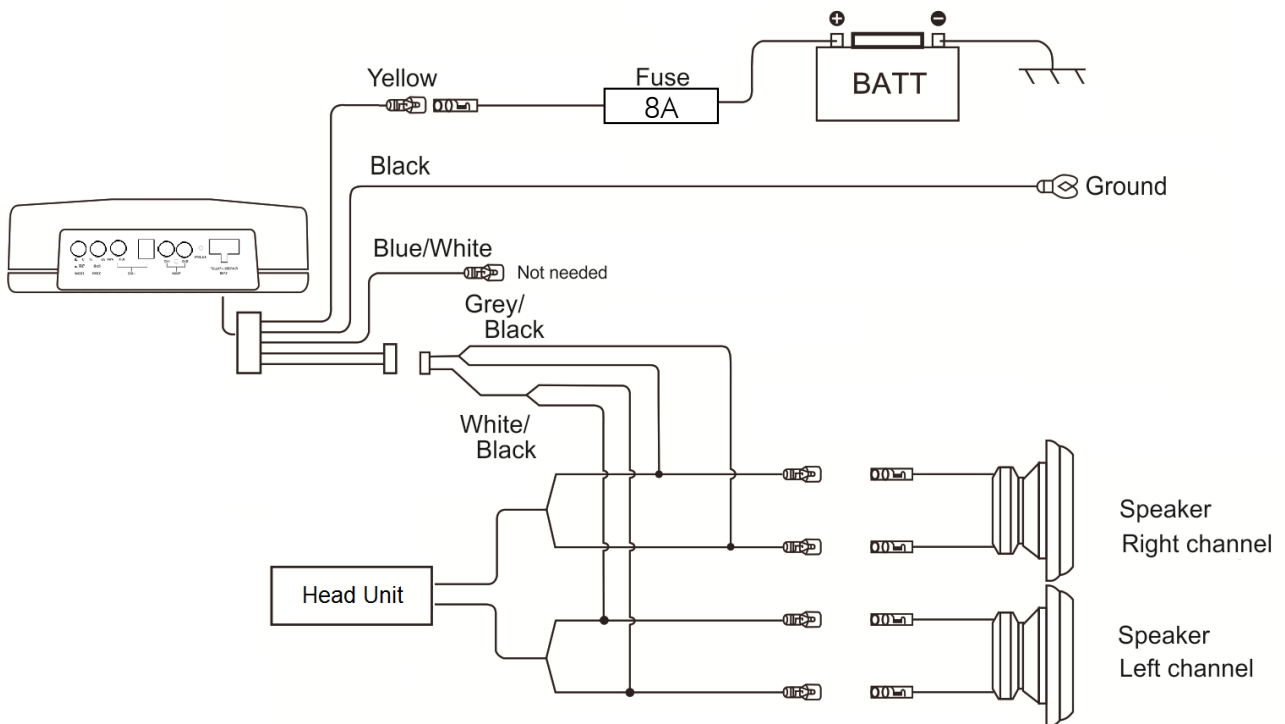 Yellow
Fuse
8A
BATT
Black
Ground
Blue/White
Not needed
Grey/
Black
White/
Black
Head Unit
Speaker
Right channel
Speaker
Left channel